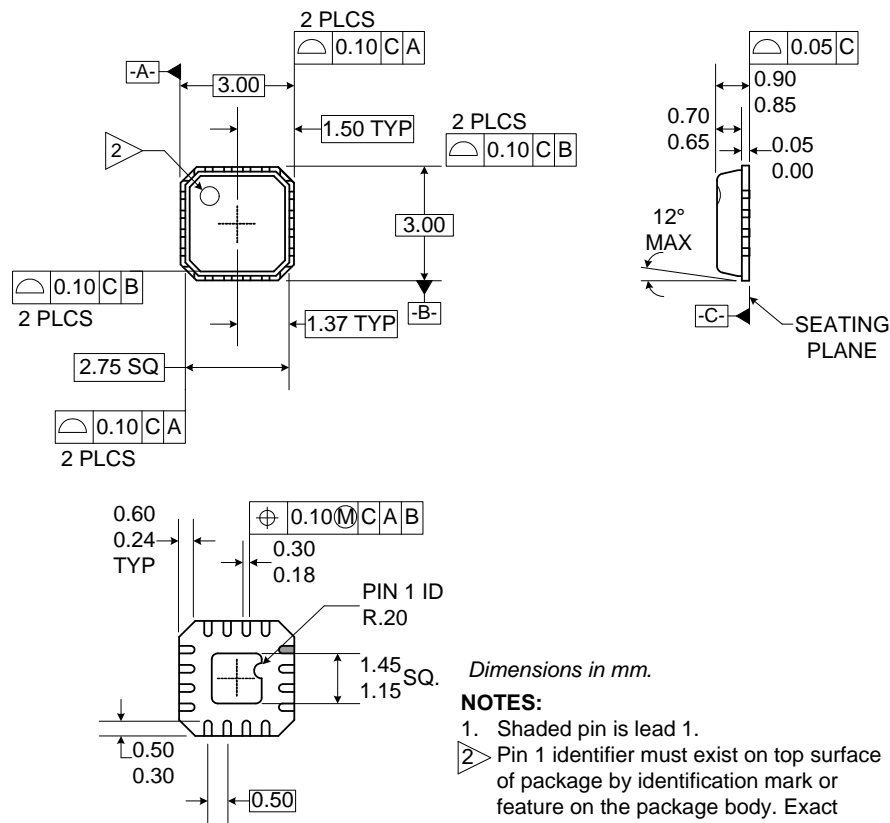 2 PLCS
⌓ 0.10 C A
-A-
3.00
1.50 TYP
2 PLCS
⌓ 0.10 C B
2
3.00
⌓ 0.10 C B
2 PLCS
-B-
1.37 TYP
2.75 SQ
⌓ 0.10 C A
2 PLCS
⌓ 0.05 C
0.90
0.85
0.70
0.65
0.05
0.00
12°
MAX
-C-
SEATING
PLANE
0.60
0.24
TYP
⌖ 0.10 Ⓜ C A B
0.30
0.18
PIN 1 ID
R.20
1.45
1.15
SQ.
0.50
0.30
0.50
Dimensions in mm.
NOTES:
1. Shaded pin is lead 1.
2 Pin 1 identifier must exist on top surface
of package by identification mark or
feature on the package body. Exact